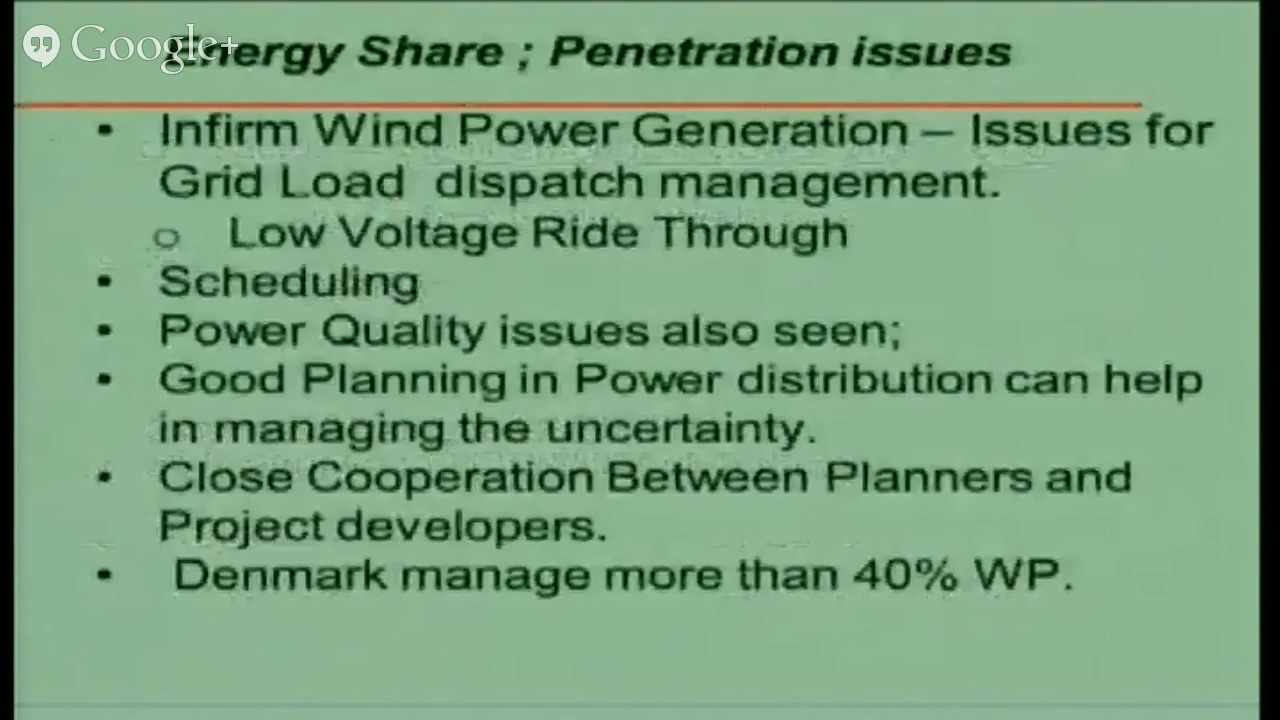 Google+
Energy Share ; Penetration issues
• Infirm Wind Power Generation – Issues for
Grid Load dispatch management.
o Low Voltage Ride Through
• Scheduling
• Power Quality issues also seen;
• Good Planning in Power distribution can help
in managing the uncertainty.
• Close Cooperation Between Planners and
Project developers.
• Denmark manage more than 40% WP.